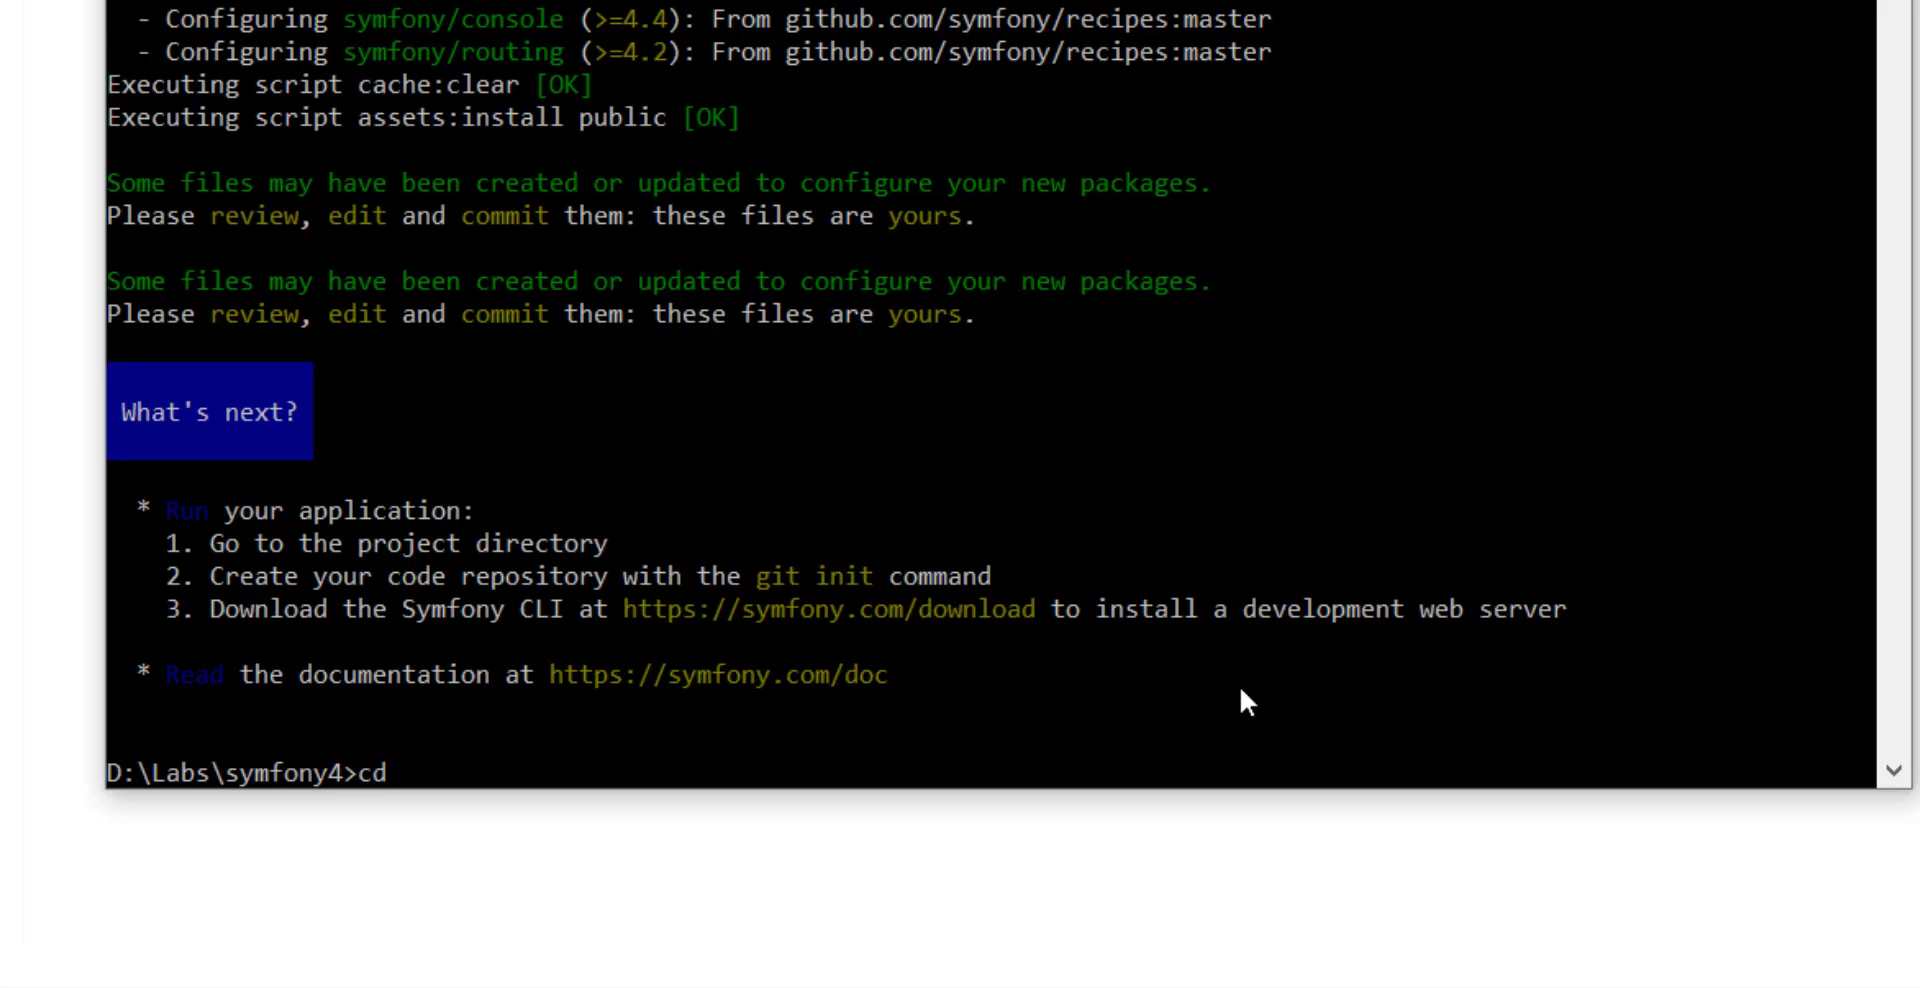 - Configuring symfony/console (>=4.4): From github.com/symfony/recipes:master
- Configuring symfony/routing (>=4.2): From github.com/symfony/recipes:master
Executing script cache:clear [OK]
Executing script assets:install public [OK]
Some files may have been created or updated to configure your new packages.
Please review, edit and commit them: these files are yours.
Some files may have been created or updated to configure your new packages.
Please review, edit and commit them: these files are yours.
What's next?
* Run your application:
1. Go to the project directory
2. Create your code repository with the git init command
3. Download the Symfony CLI at https://symfony.com/download to install a development web server
* Read the documentation at https://symfony.com/doc
D:\Labs\symfony4>cd